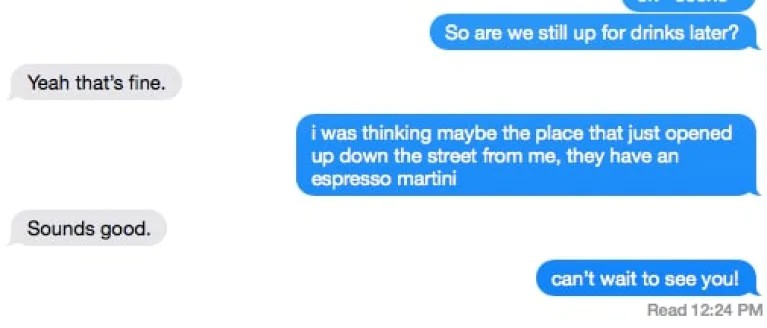 So are we still up for drinks later?
Yeah that's fine.
i was thinking maybe the place that just opened
up down the street from me, they have an
espresso martini
Sounds good.
can't wait to see you!
Read 12:24 PM